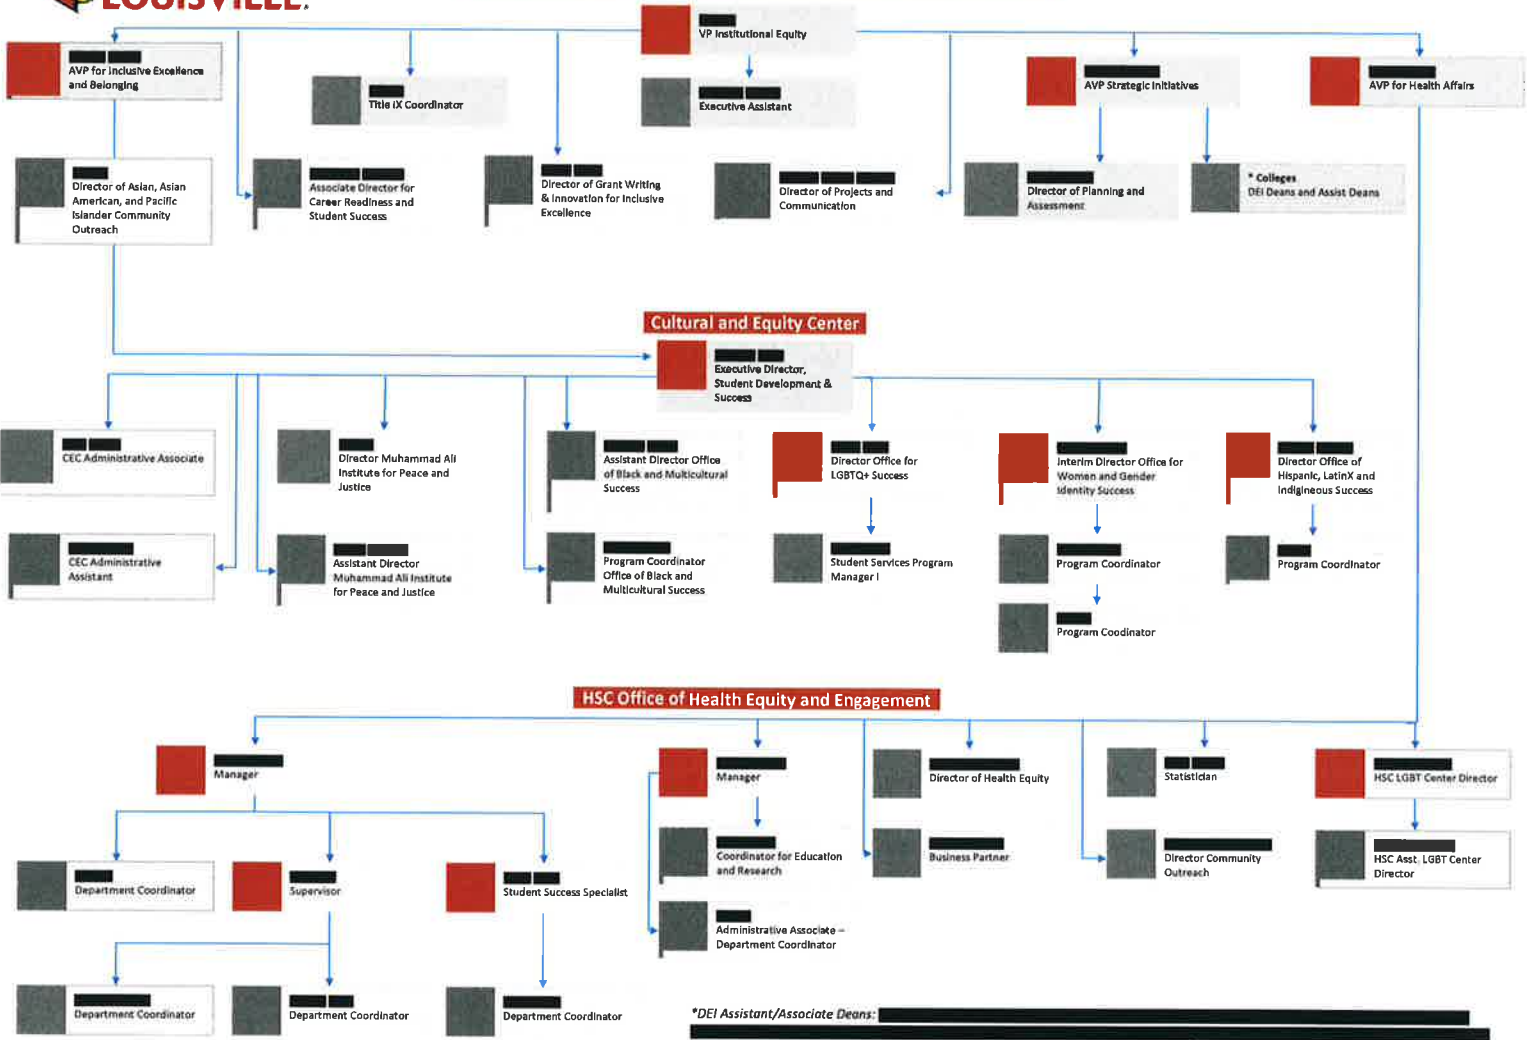 LOUISVILLE.
VP Institutional Equity
AVP for Inclusive Excellence
and Belonging
Title IX Coordinator
Executive Assistant
AVP Strategic Initiatives
AVP for Health Affairs
Director of Asian, Asian
American, and Pacific
Islander Community
Outreach
Associate Director for
Career Readiness and
Student Success
Director of Grant Writing
& Innovation for Inclusive
Excellence
Director of Projects and
Communication
Director of Planning and
Assessment
* Colleges
DEI Deans and Assist Deans
Cultural and Equity Center
Executive Director,
Student Development &
Success
CEC Administrative Associate
Director Muhammad Ali
Institute for Peace and
Justice
Assistant Director Office
of Black and Multicultural
Success
Director Office for
LGBTQ+ Success
Interim Director Office for
Women and Gender
Identity Success
Director Office of
Hispanic, LatinX and
Indigineous Success
CEC Administrative
Assistant
Assistant Director
Muhammad Ali Institute
for Peace and Justice
Program Coordinator
Office of Black and
Multicultural Success
Student Services Program
Manager I
Program Coordinator
Program Coordinator
Program Coodinator
HSC Office of Health Equity and Engagement
Manager
Manager
Director of Health Equity
Statistician
HSC LGBT Center Director
Department Coordinator
Supervisor
Student Success Specialist
Coordinator for Education
and Research
Business Partner
Director Community
Outreach
HSC Asst. LGBT Center
Director
Administrative Associate –
Department Coordinator
Department Coordinator
Department Coordinator
Department Coordinator
*DEI Assistant/Associate Deans: